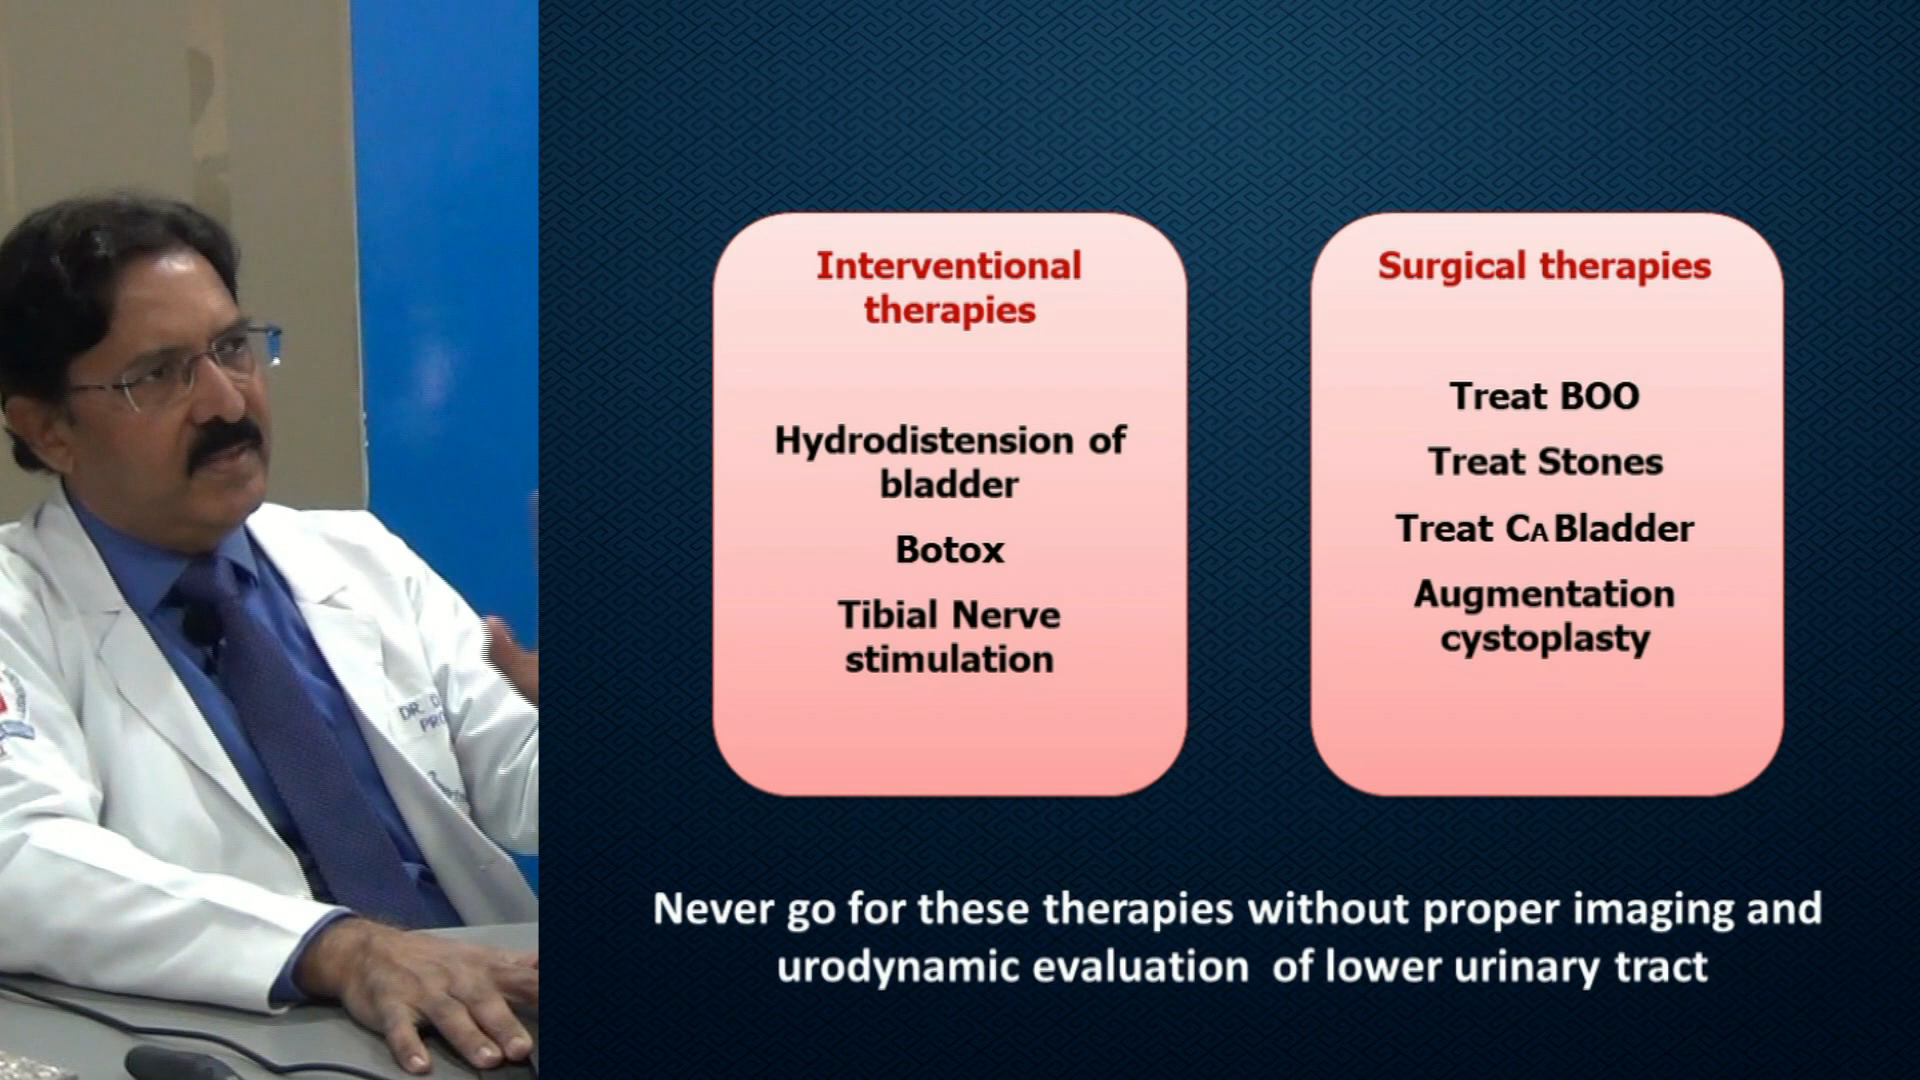 Interventional
therapies
Hydrodistension of
bladder
Botox
Tibial Nerve
stimulation
Surgical therapies
Treat BOO
Treat Stones
Treat CA Bladder
Augmentation
cystoplasty
Never go for these therapies without proper imaging and
urodynamic evaluation of lower urinary tract
DR.